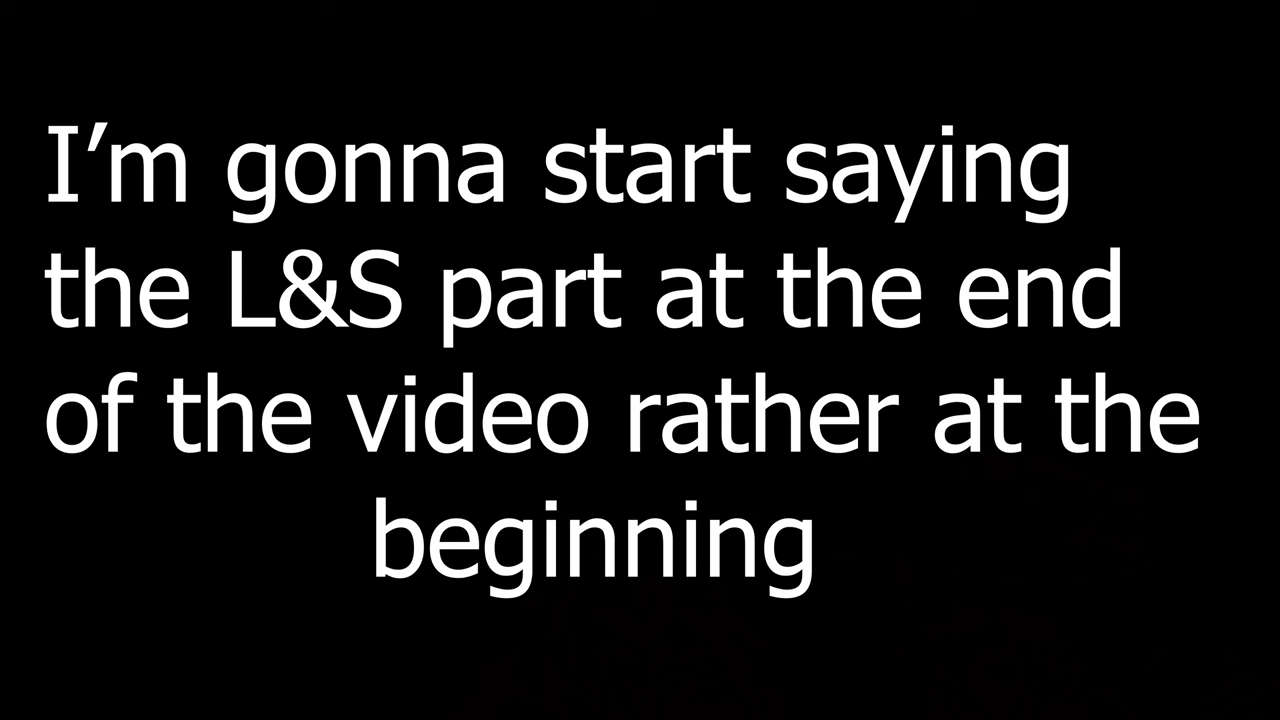 I’m gonna start saying
the L&S part at the end
of the video rather at the
beginning